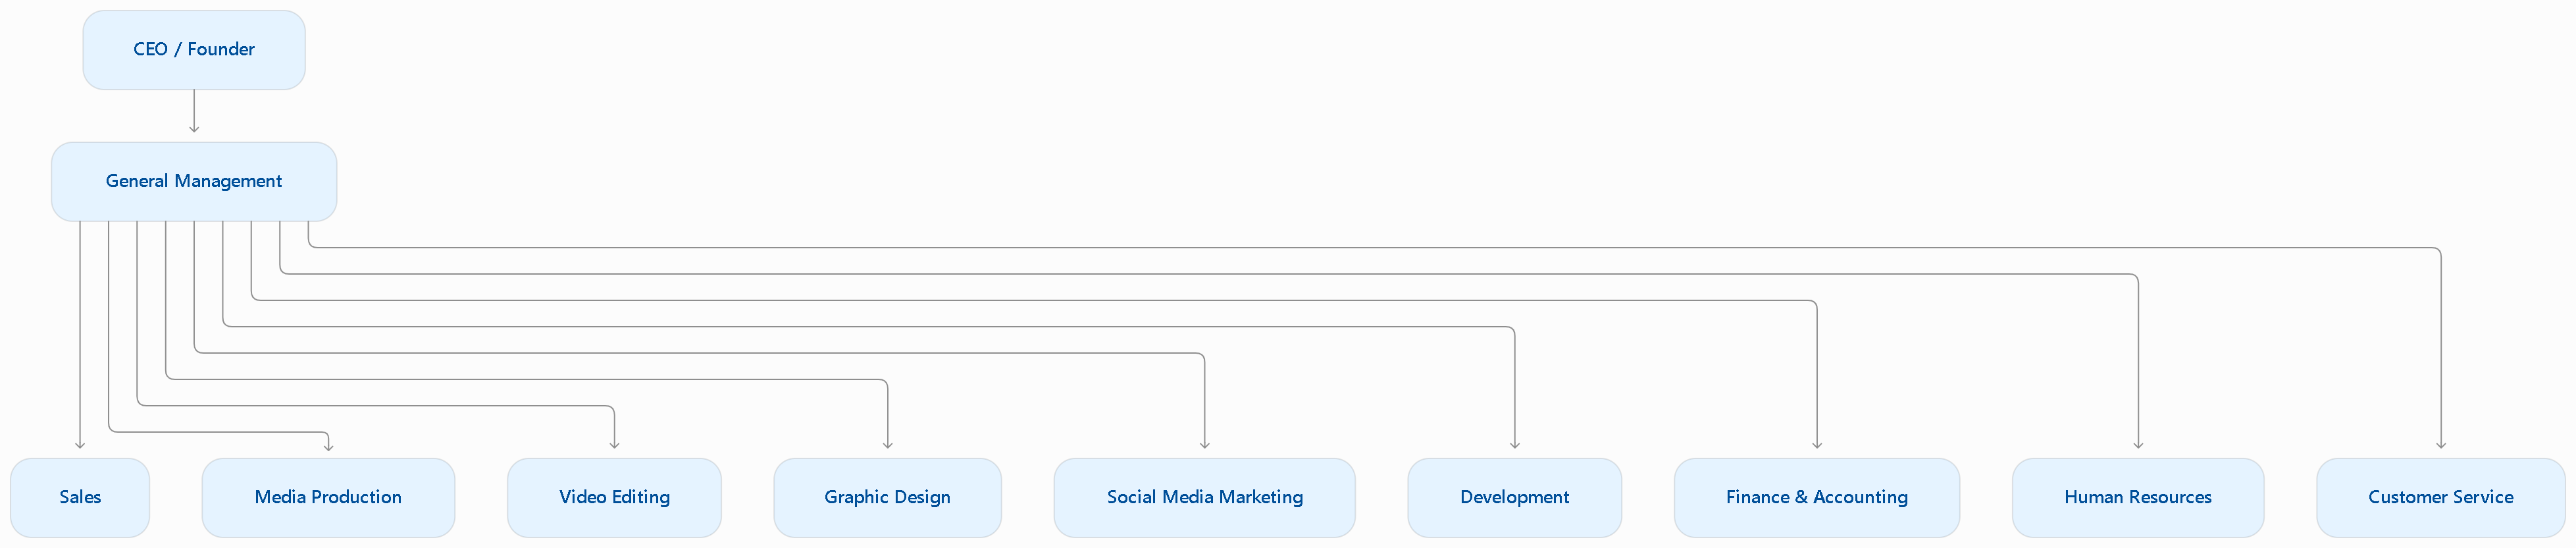 CEO / Founder
General Management
Sales
Media Production
Video Editing
Graphic Design
Social Media Marketing
Development
Finance & Accounting
Human Resources
Customer Service